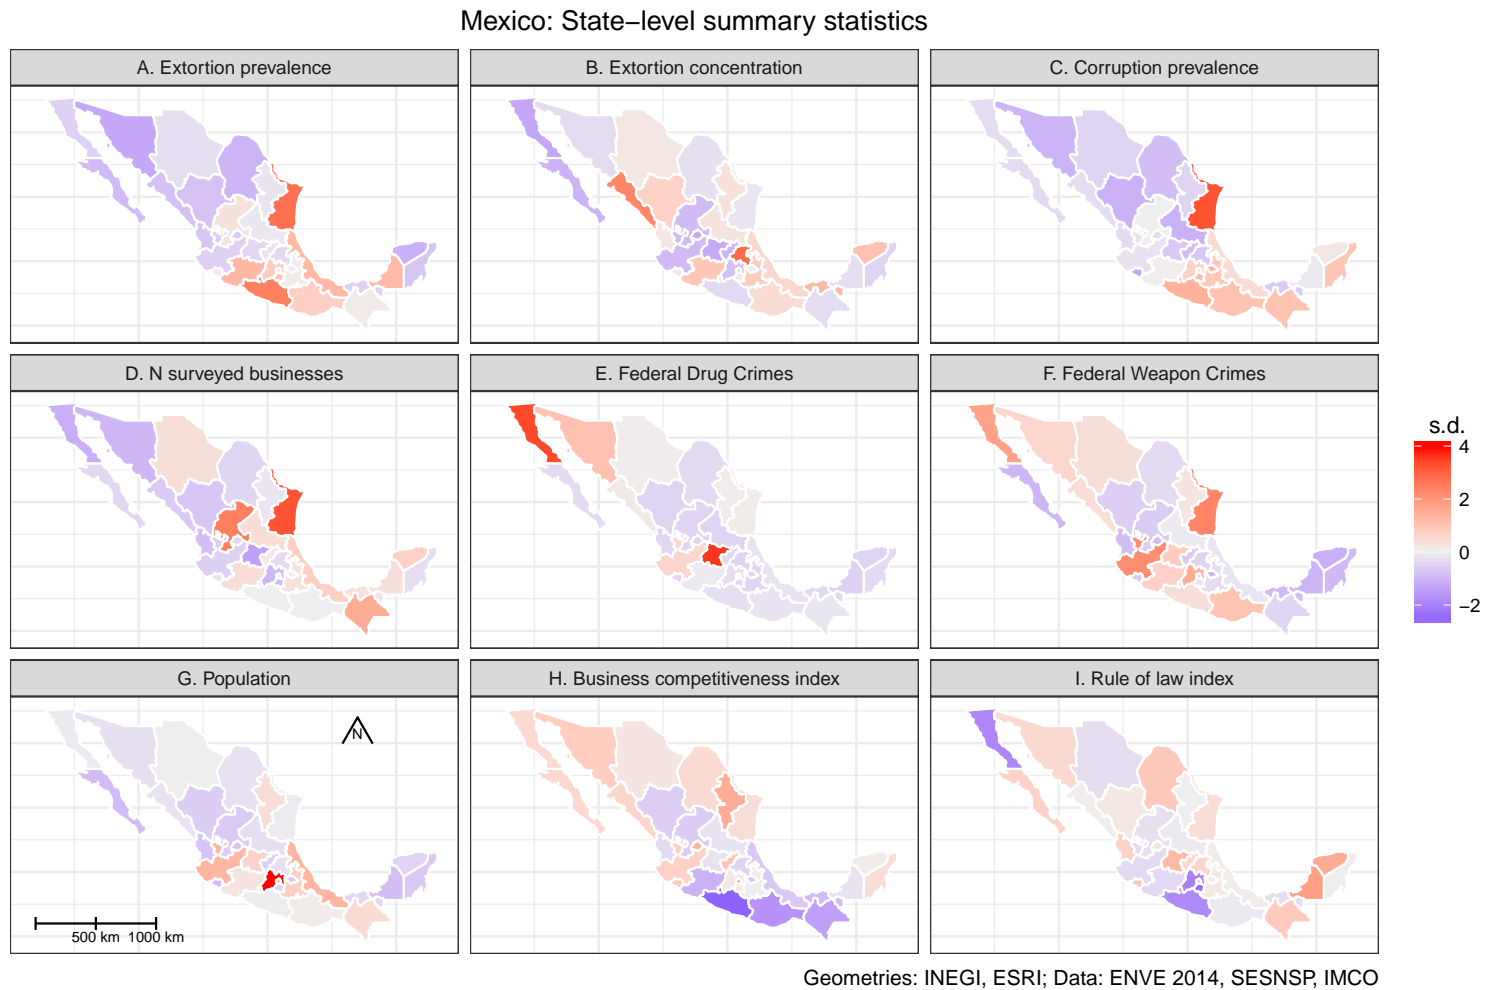 Mexico: State−level summary statistics
A. Extortion prevalence
B. Extortion concentration
C. Corruption prevalence
D. N surveyed businesses
E. Federal Drug Crimes
F. Federal Weapon Crimes
s.d.
4
2
0
−2
G. Population
H. Business competitiveness index
I. Rule of law index
N
500 km 1000 km
Geometries: INEGI, ESRI; Data: ENVE 2014, SESNSP, IMCO